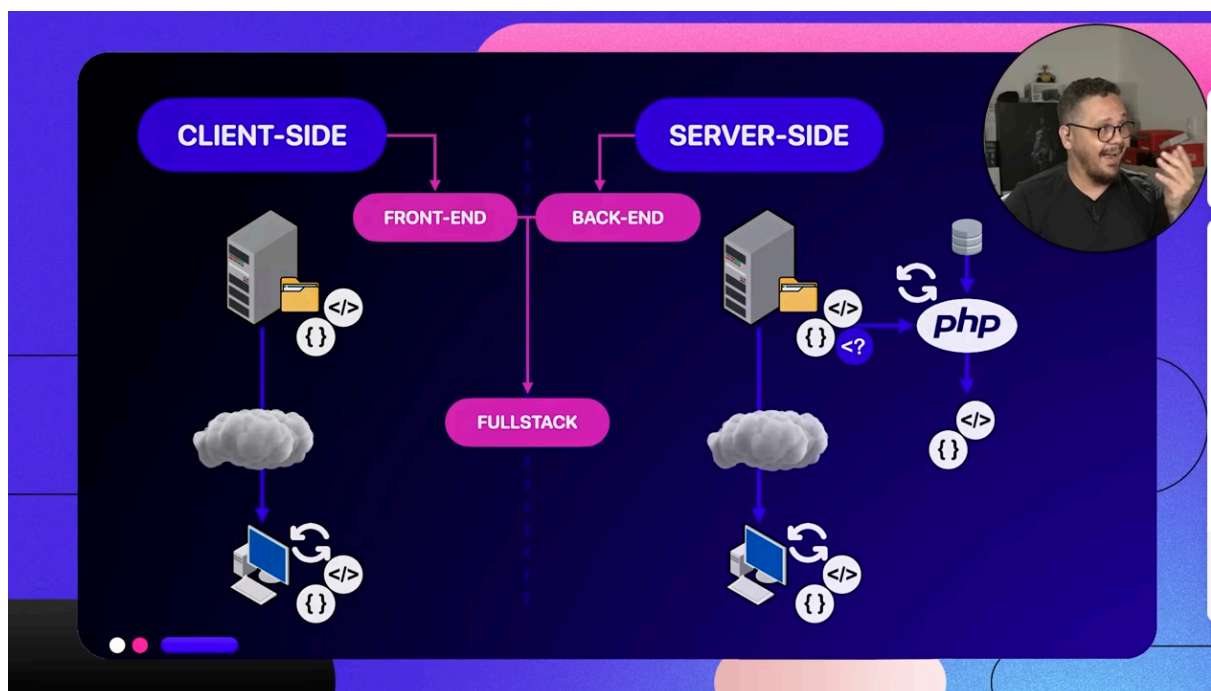 CLIENT-SIDE
SERVER-SIDE
FRONT-END
BACK-END
</>
{}
</>
{}
<?
php
FULLSTACK
</>
{}
</>
{}
</>
{}